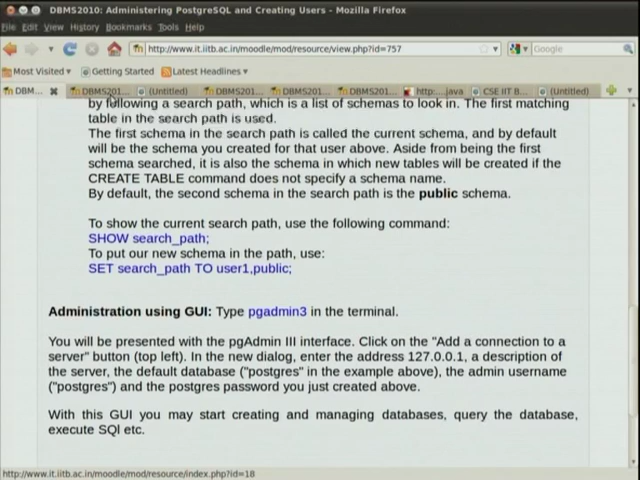 DBMS2010: Administering PostgreSQL and Creating Users - Mozilla Firefox
File Edit View History Bookmarks Tools Help
http://www.it.iitb.ac.in/moodle/mod/resource/view.php?id=757
Google
Most Visited Getting Started Latest Headlines
DBM... DBMS201... (Untitled) DBMS201... DBMS201... DBMS201... http:....java CSE IIT B... (Untitled)
by following a search path, which is a list of schemas to look in. The first matching
table in the search path is used.
The first schema in the search path is called the current schema, and by default
will be the schema you created for that user above. Aside from being the first
schema searched, it is also the schema in which new tables will be created if the
CREATE TABLE command does not specify a schema name.
By default, the second schema in the search path is the public schema.
To show the current search path, use the following command:
SHOW search_path;
To put our new schema in the path, use:
SET search_path TO user1,public;
Administration using GUI: Type pgadmin3 in the terminal.
You will be presented with the pgAdmin III interface. Click on the "Add a connection to a
server" button (top left). In the new dialog, enter the address 127.0.0.1, a description of
the server, the default database ("postgres" in the example above), the admin username
("postgres") and the postgres password you just created above.
With this GUI you may start creating and managing databases, query the database,
execute SQl etc.
http://www.it.iitb.ac.in/moodle/mod/resource/index.php?id=18